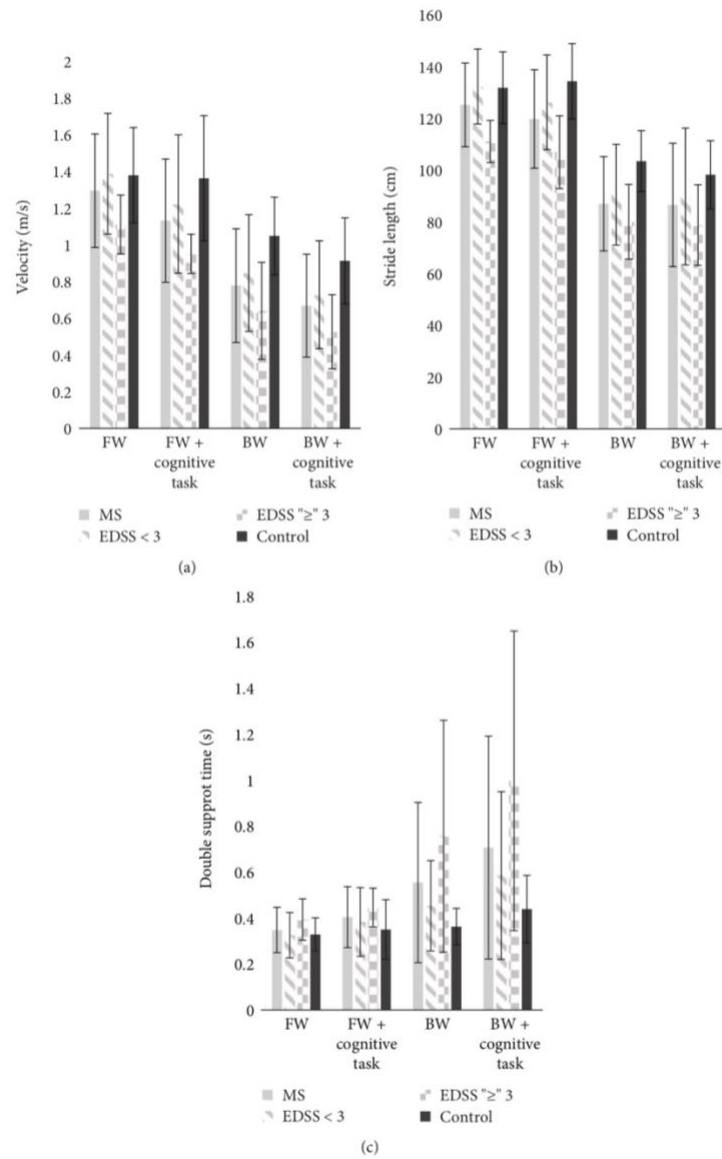 2
1.8
1.6
1.4
1.2
1
0.8
0.6
0.4
0.2
0
Velocity (m/s)
FW
FW +
cognitive
task
BW
BW +
cognitive
task
MS
EDSS < 3
EDSS "≥" 3
Control
(a)
160
140
120
100
80
60
40
20
0
Stride length (cm)
FW
FW +
cognitive
task
BW
BW +
cognitive
task
MS
EDSS < 3
EDSS "≥" 3
Control
(b)
1.8
1.6
1.4
1.2
1
0.8
0.6
0.4
0.2
0
Double supprot time (s)
FW
FW +
cognitive
task
BW
BW +
cognitive
task
MS
EDSS < 3
EDSS "≥" 3
Control
(c)